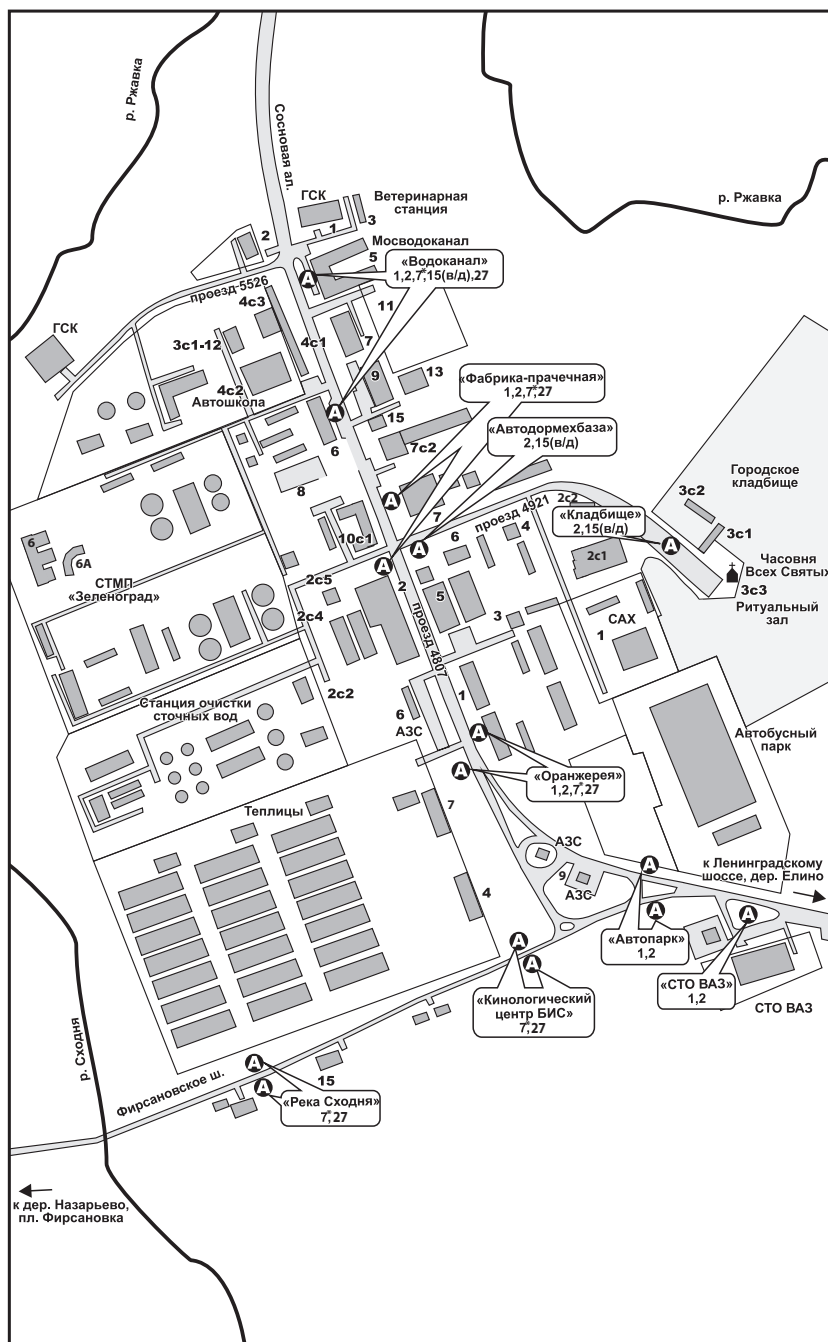 р. Ржавка
Сосновая ал.
р. Ржавка
ГСК
3
Ветеринарная
станция
1
2
Мосводоканал
5
«Водоканал»
1,2,7*,15(в/д),27
проезд 5526
4с3
11
ГСК
3с1-12
4с1
7
4с2
Автошкола
9
13
«Фабрика-прачечная»
1,2,7*,27
15
6
«Автодормехбаза»
2,15(в/д)
7с2
8
Городское
кладбище
2с2
3с2
7
проезд 4921
«Кладбище»
2,15(в/д)
3с1
10с1
6
4
6
6А
2с1
Часовня
Всех Святых
3с3
Ритуальный
зал
СТМП
«Зеленоград»
2с5
2
5
2с4
проезд 4807
3
САХ
1
2с2
1
Станция очистки
сточных вод
6
АЗС
Автобусный
парк
«Оранжерея»
1,2,7*,27
Теплицы
7
АЗС
9
АЗС
к Ленинградскому
шоссе, дер. Елино
4
«Автопарк»
1,2
«СТО ВАЗ»
1,2
СТО ВАЗ
«Кинологический
центр БИС»
7*,27
р. Сходня
Фирсановское ш.
15
«Река Сходня»
7*,27
к дер. Назарьево,
пл. Фирсановка